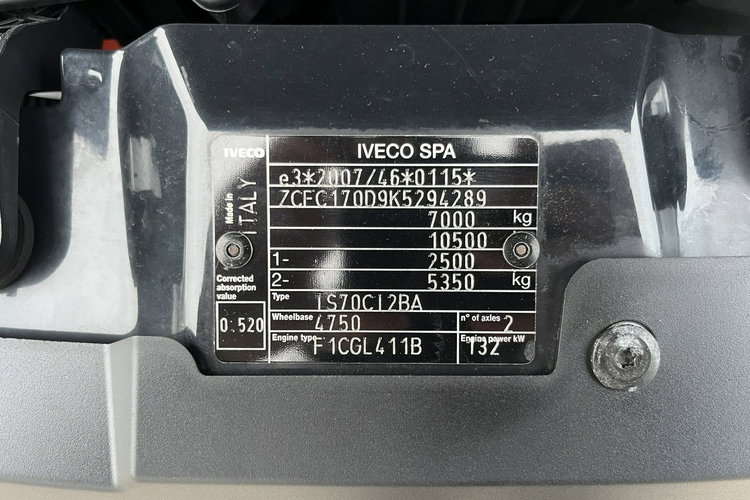 IVECO
IVECO SPA
Made in
ITALY
e3*2007/46*0115*
ZCFC170D9K5294289
7000 kg
10500
1- 2500
2- 5350 kg
Corrected
absorption
value
0.520
Type IS70CI2BA
Wheelbase 4750 n° of axles 2
Engine type F1CGL411B Engine power kW 132